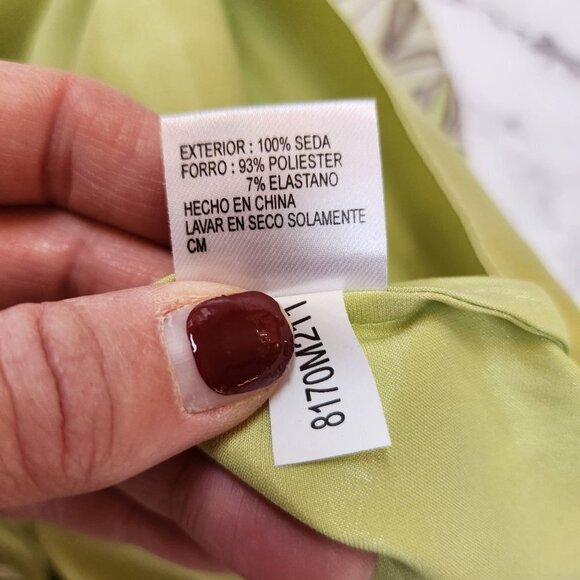 EXTERIOR : 100% SEDA
FORRO : 93% POLIESTER
7% ELASTANO
HECHO EN CHINA
LAVAR EN SECO SOLAMENTE
CM
8170M211